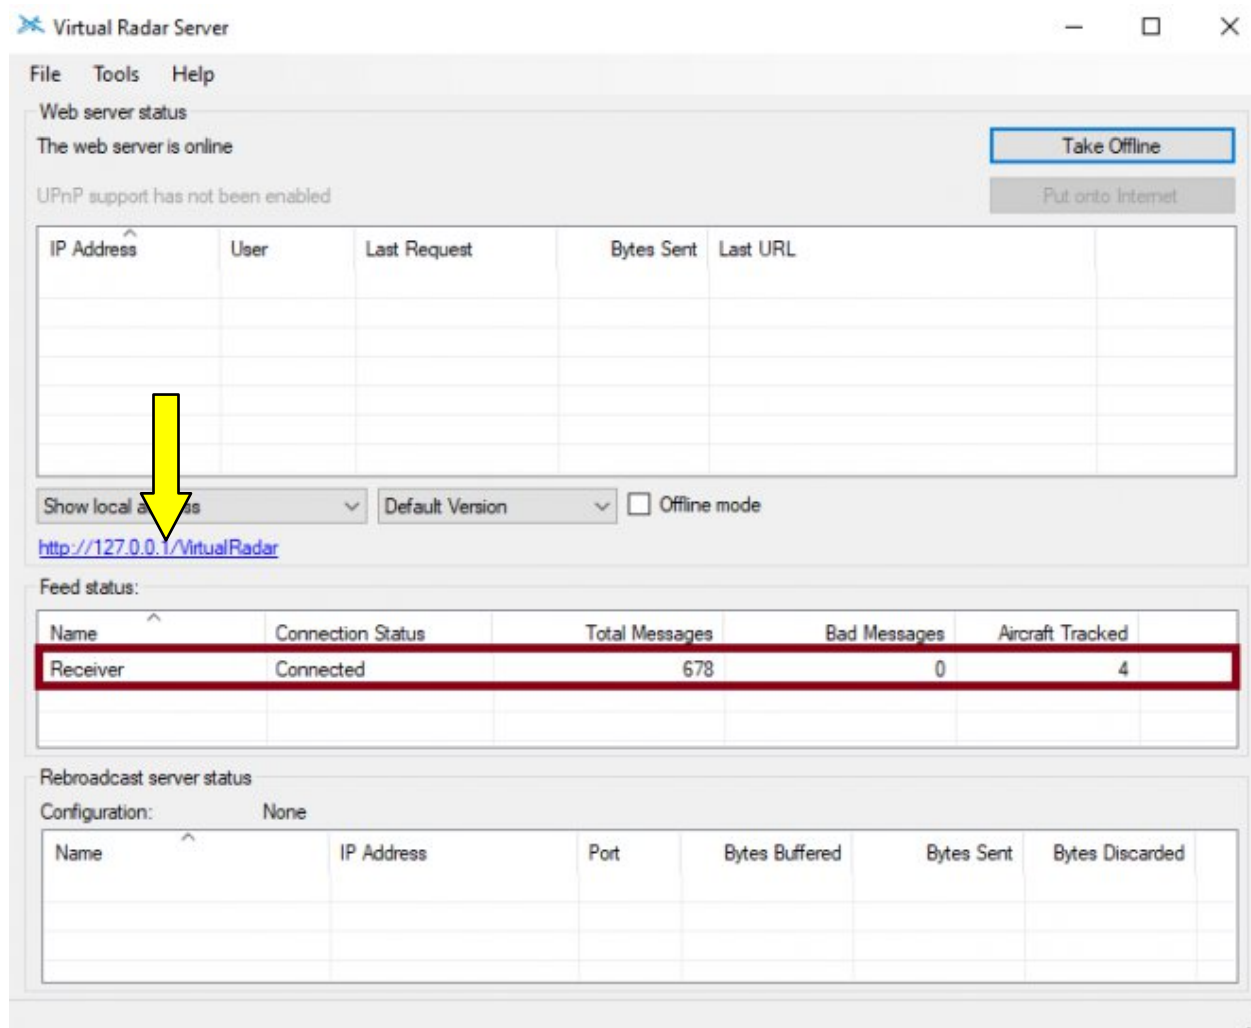 Virtual Radar Server
File Tools Help
Web server status
The web server is online
Take Offline
UPnP support has not been enabled
Put onto Internet
IP Address User Last Request Bytes Sent Last URL
Show local Default Version Offline mode
http://127.0.0.1/VirtualRadar
Feed status:
Name Connection Status Total Messages Bad Messages Aircraft Tracked
Receiver Connected 678 0 4
Rebroadcast server status
Configuration: None
Name IP Address Port Bytes Buffered Bytes Sent Bytes Discarded